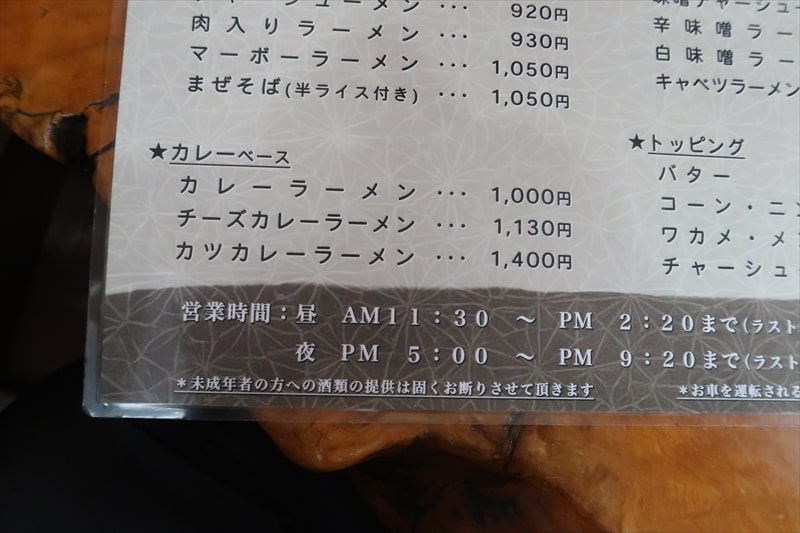 920円
肉入りラーメン 930円
マーボーラーメン ・・・ 1,050円
まぜそば(半ライス付き) ・・・ 1,050円
★カレーベース
カレーラーメン ・・・ 1,000円
チーズカレーラーメン ・・・ 1,130円
カツカレーラーメン ・・・ 1,400円
辛味噌ラー
白味噌ラー
キャベツラーメン
★トッピング
バター
コーン・ニン
ワカメ・メ
チャーシュ
営業時間：昼 AM11：30 ～ PM 2：20まで(ラスト
夜 PM 5：00 ～ PM 9：20まで(ラスト
＊未成年者の方への酒類の提供は固くお断りさせて頂きます
＊お車を運転される